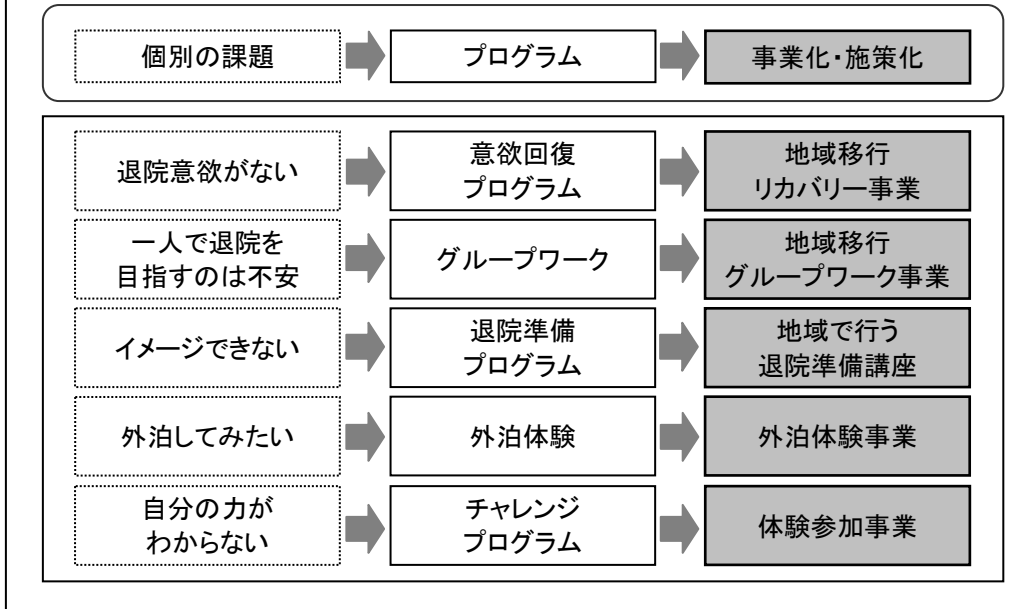 個別の課題
プログラム
事業化・施策化
退院意欲がない
意欲回復
プログラム
地域移行
リカバリー事業
一人で退院を
目指すのは不安
グループワーク
地域移行
グループワーク事業
イメージできない
退院準備
プログラム
地域で行う
退院準備講座
外泊してみたい
外泊体験
外泊体験事業
自分の力が
わからない
チャレンジ
プログラム
体験参加事業